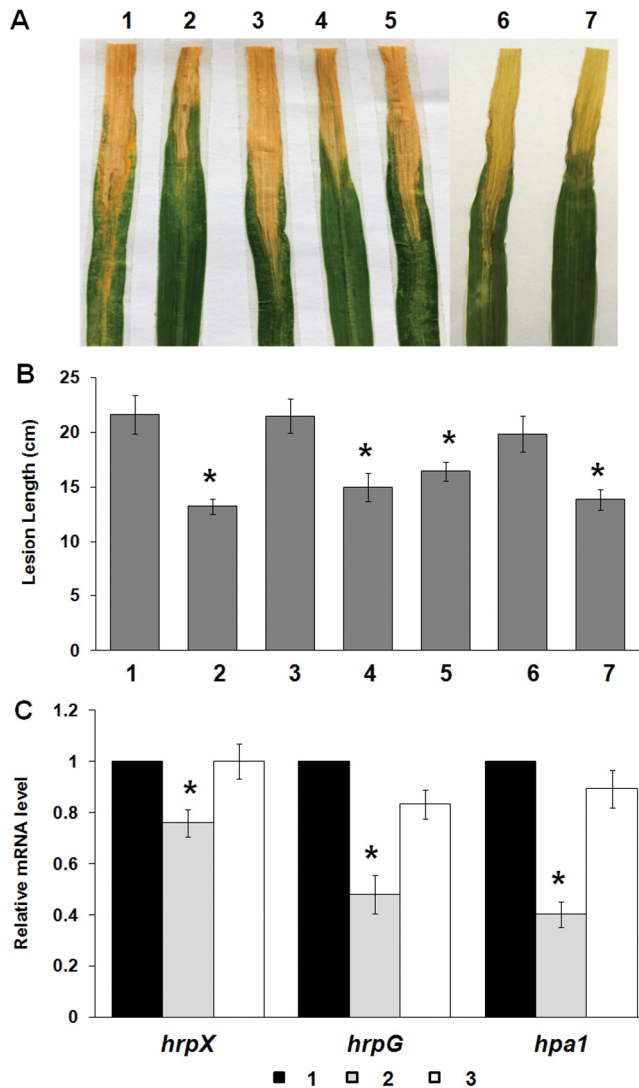 A 1 2 3 4 5 6 7
B
25
20
15
10
5
0
Lesion Length (cm)
*
*
*
*
1 2 3 4 5 6 7
C
1.2
1
0.8
0.6
0.4
0.2
0
Relative mRNA level
*
*
*
hrpX hrpG hpa1
1 2 3